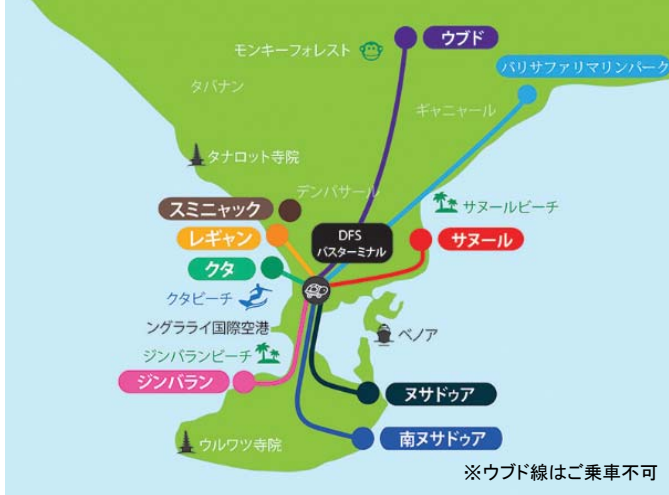 ウブド
モンキーフォレスト
バリサファリマリンパーク
タバナン
ギャニャール
タナロット寺院
デンパサール
スミニャック
サヌールビーチ
レギャン
DFS
バスターミナル
サヌール
クタ
クタビーチ
ングラライ国際空港
ベノア
ジンバランビーチ
ジンバラン
ヌサドゥア
南ヌサドゥア
ウルワツ寺院
※ウブド線はご乗車不可